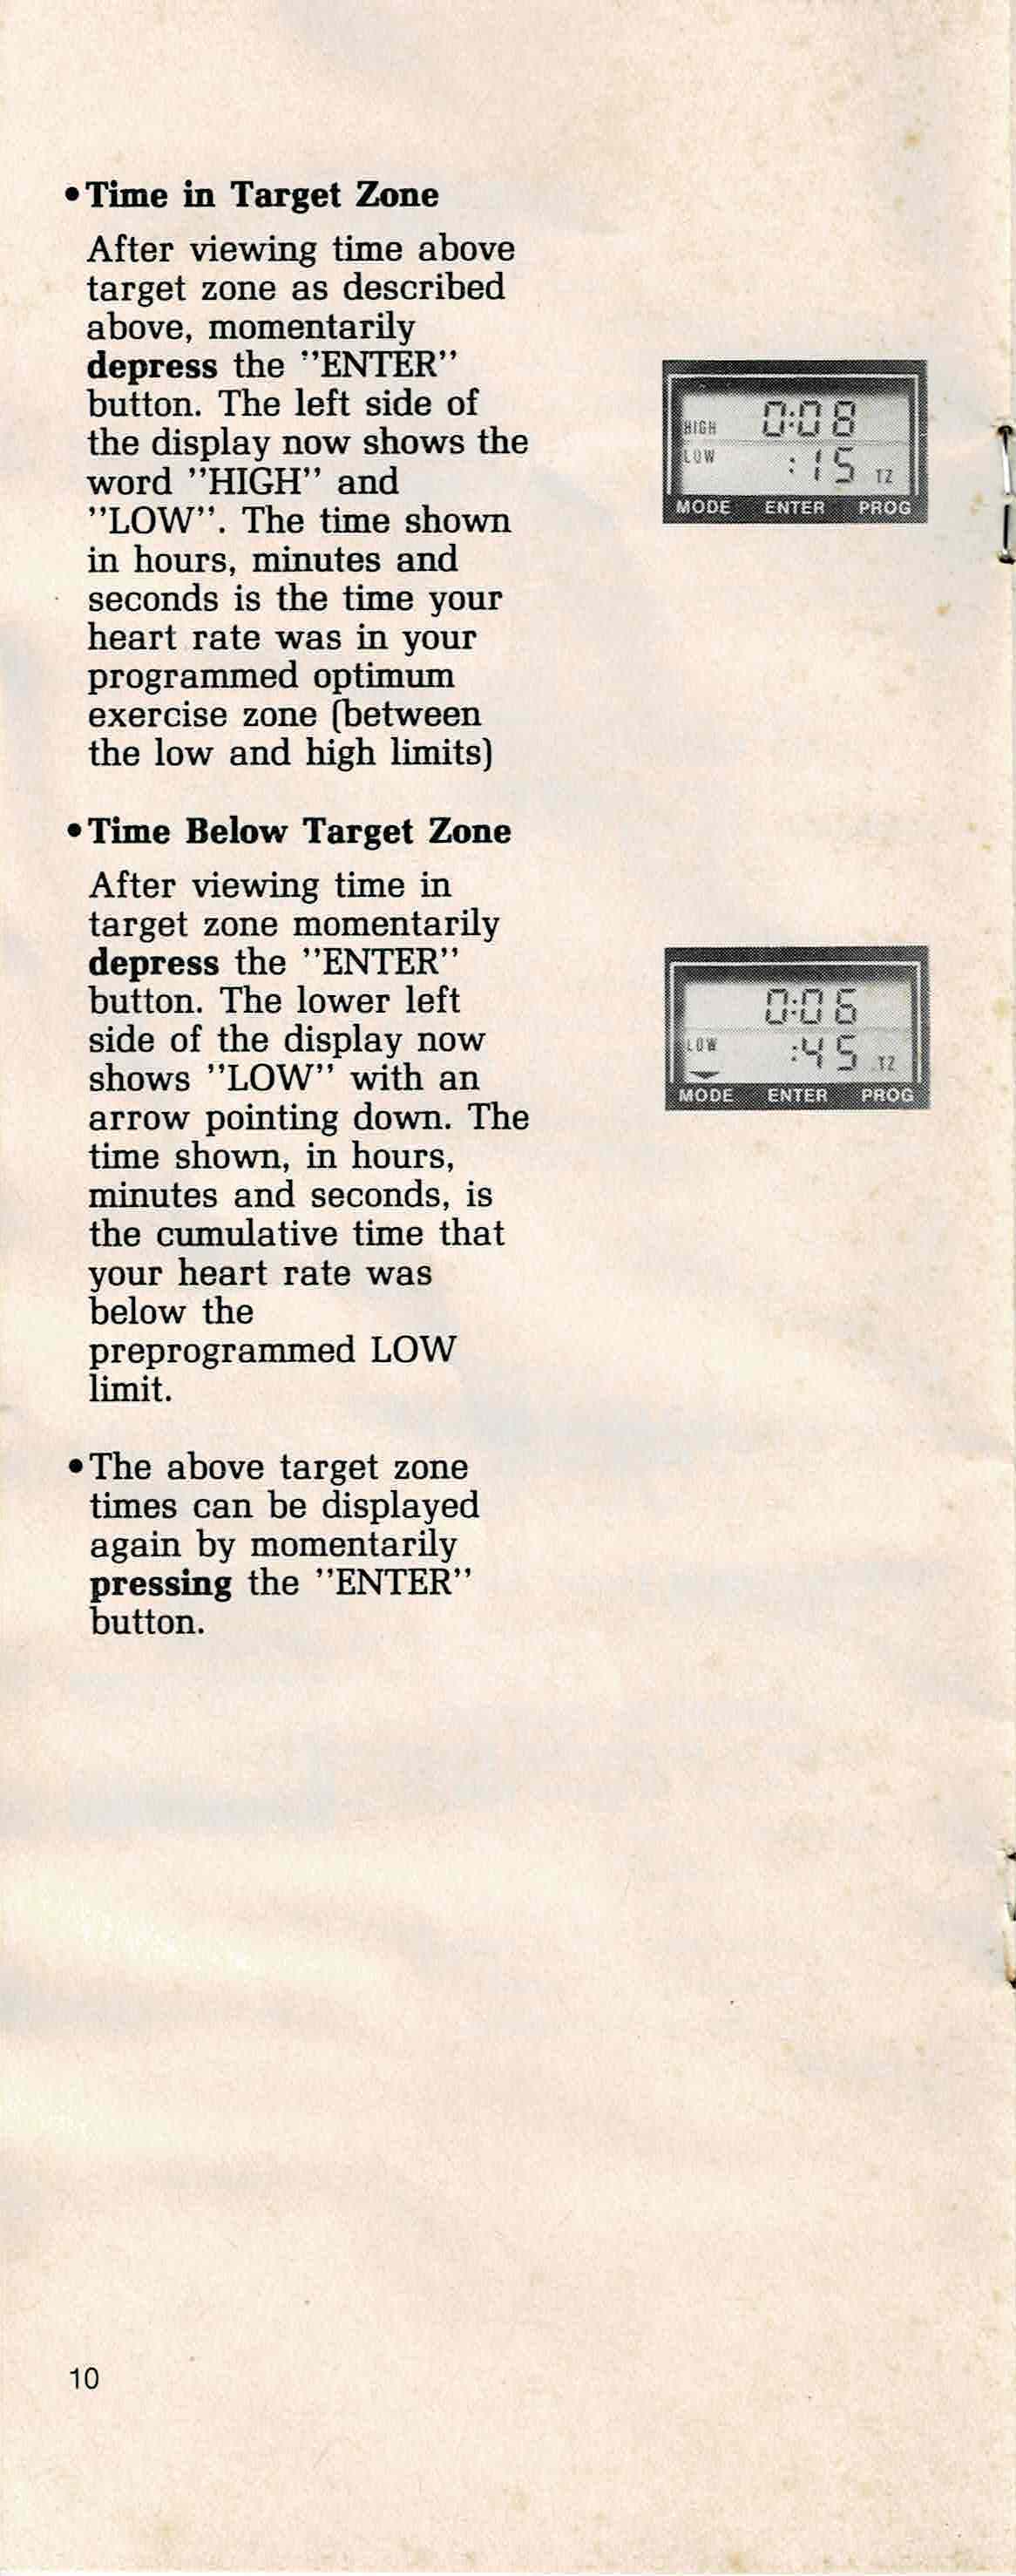 •Time in Target Zone
After viewing time above
target zone as described
above, momentarily
depress the ''ENTER''
button. The left side of
the display now shows the
word ''HIGH'' and
''LOW''. The time shown
in hours, minutes and
seconds is the time your
heart rate was in your
programmed optimum
exercise zone (between
the low and high limits)
HIGH 0:08
LOW :15 TZ
MODE ENTER PROG
•Time Below Target Zone
After viewing time in
target zone momentarily
depress the ''ENTER''
button. The lower left
side of the display now
shows ''LOW'' with an
arrow pointing down. The
time shown, in hours,
minutes and seconds, is
the cumulative time that
your heart rate was
below the
preprogrammed LOW
limit.
0:06
LOW :45 TZ
MODE ENTER PROG
•The above target zone
times can be displayed
again by momentarily
pressing the ''ENTER''
button.
10